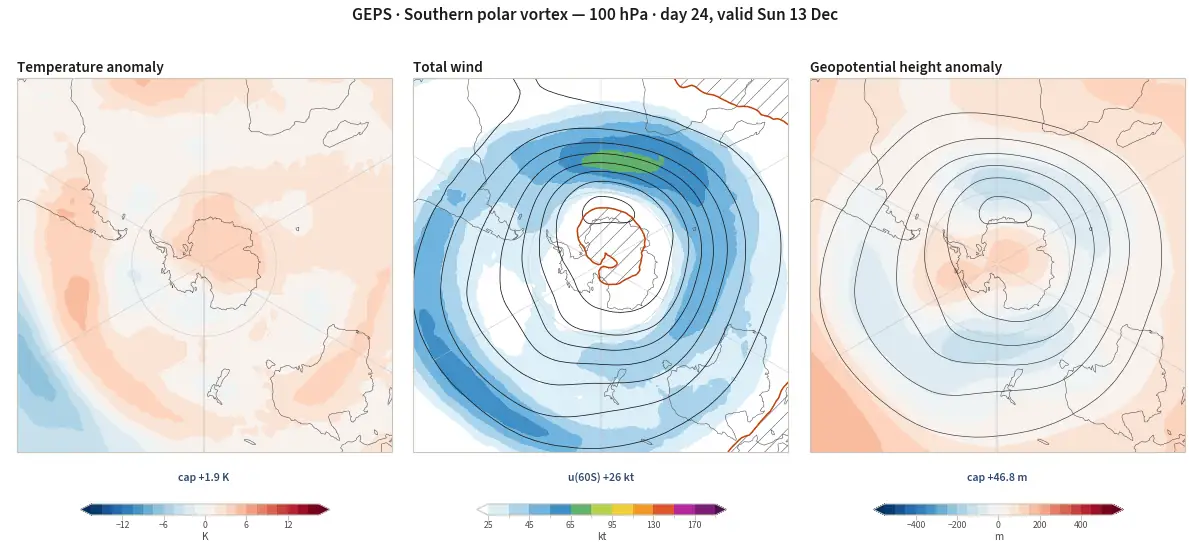 GEPS · Southern polar vortex — 100 hPa · day 24, valid Sun 13 Dec
Temperature anomaly
Total wind
Geopotential height anomaly
cap +1.9 K
u(60S) +26 kt
cap +46.8 m
−12 −6 0 6 12
K
25 45 65 95 130 170
kt
−400 −200 0 200 400
m